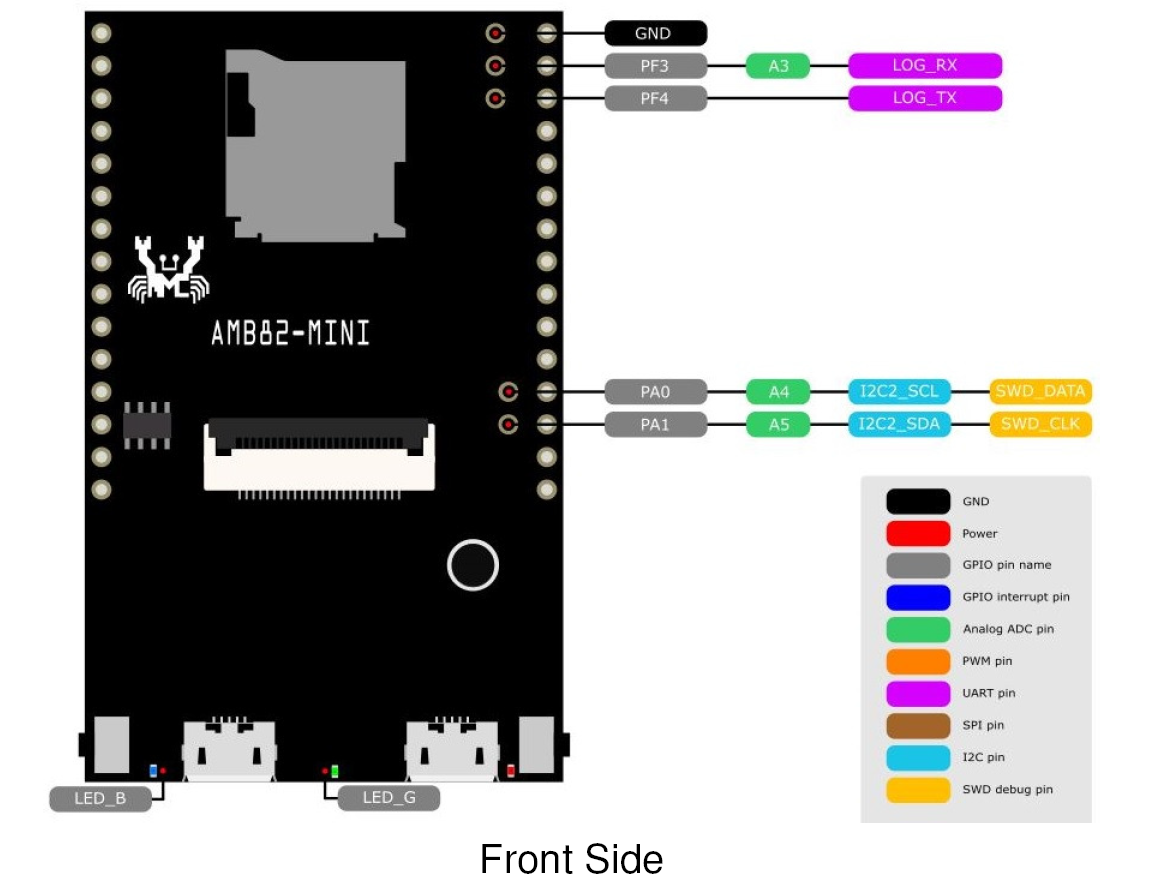 GND
PF3 A3 LOG_RX
PF4 LOG_TX
AMB82-MINI
PA0 A4 I2C2_SCL SWD_DATA
PA1 A5 I2C2_SDA SWD_CLK
GND
Power
GPIO pin name
GPIO interrupt pin
Analog ADC pin
PWM pin
UART pin
SPI pin
I2C pin
SWD debug pin
LED_B LED_G
Front Side